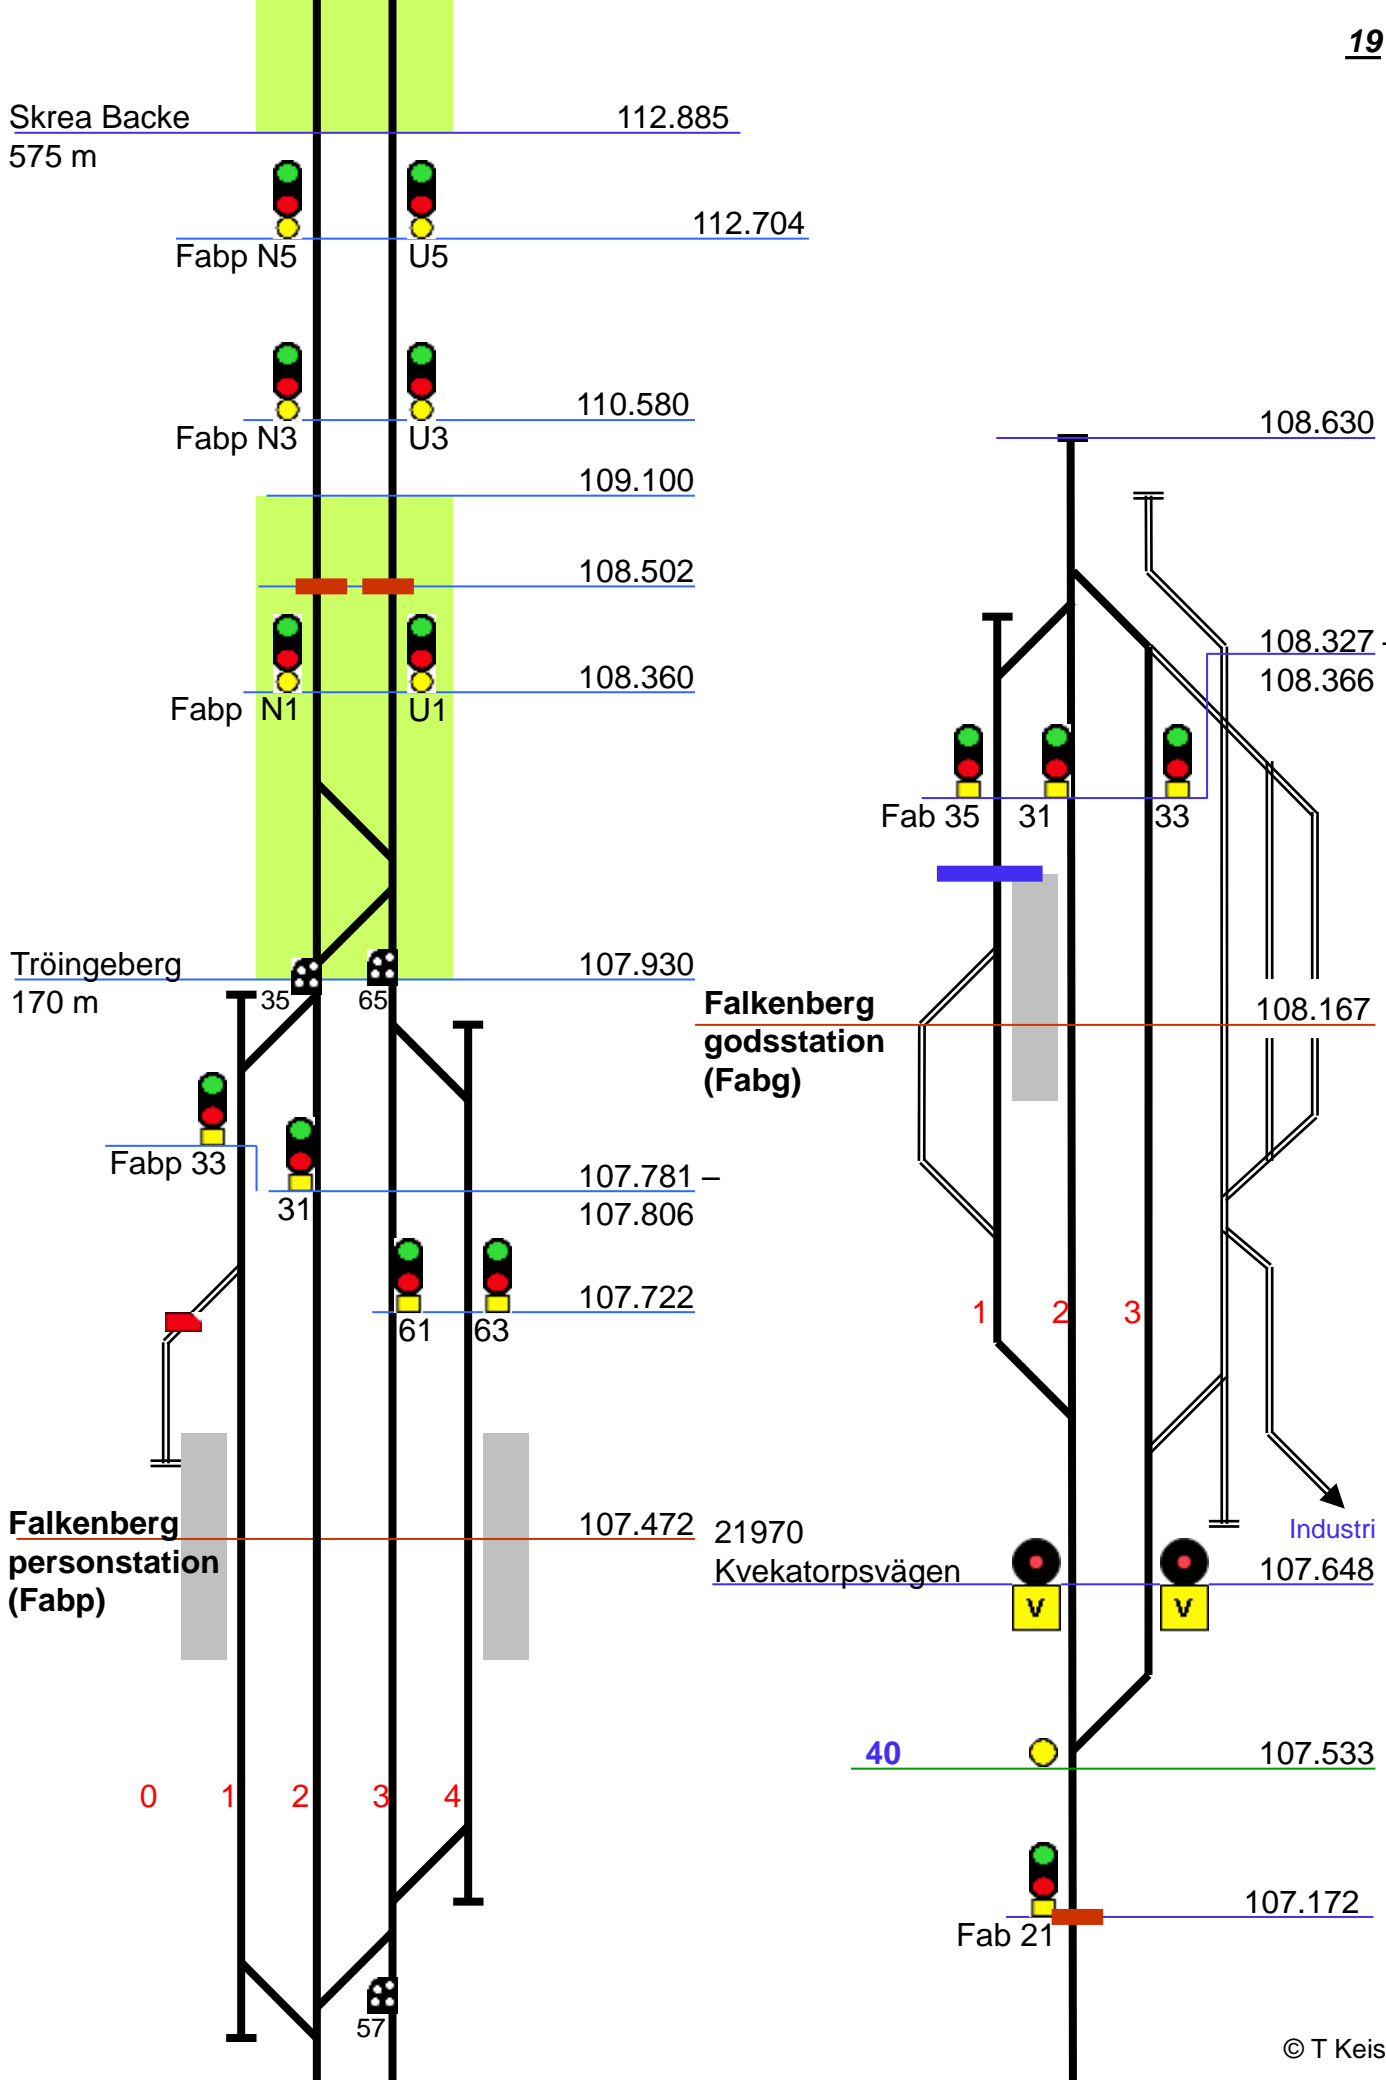 19
Skrea Backe 112.885
575 m
112.704
Fabp N5 U5
110.580
Fabp N3 U3
108.630
109.100
108.502
108.327 -
108.360
108.366
Fabp N1 U1
Fab 35 31 33
Tröingeberg 107.930
170 m
35 65
Falkenberg 108.167
godsstation
(Fabg)
Fabp 33
107.781 –
31 107.806
107.722
61 63
1 2 3
Falkenberg 107.472
personstation
(Fabp)
21970
Kvekatorpsvägen 107.648
Industri
V V
40 107.533
0 1 2 3 4
107.172
Fab 21
57
© T Keis